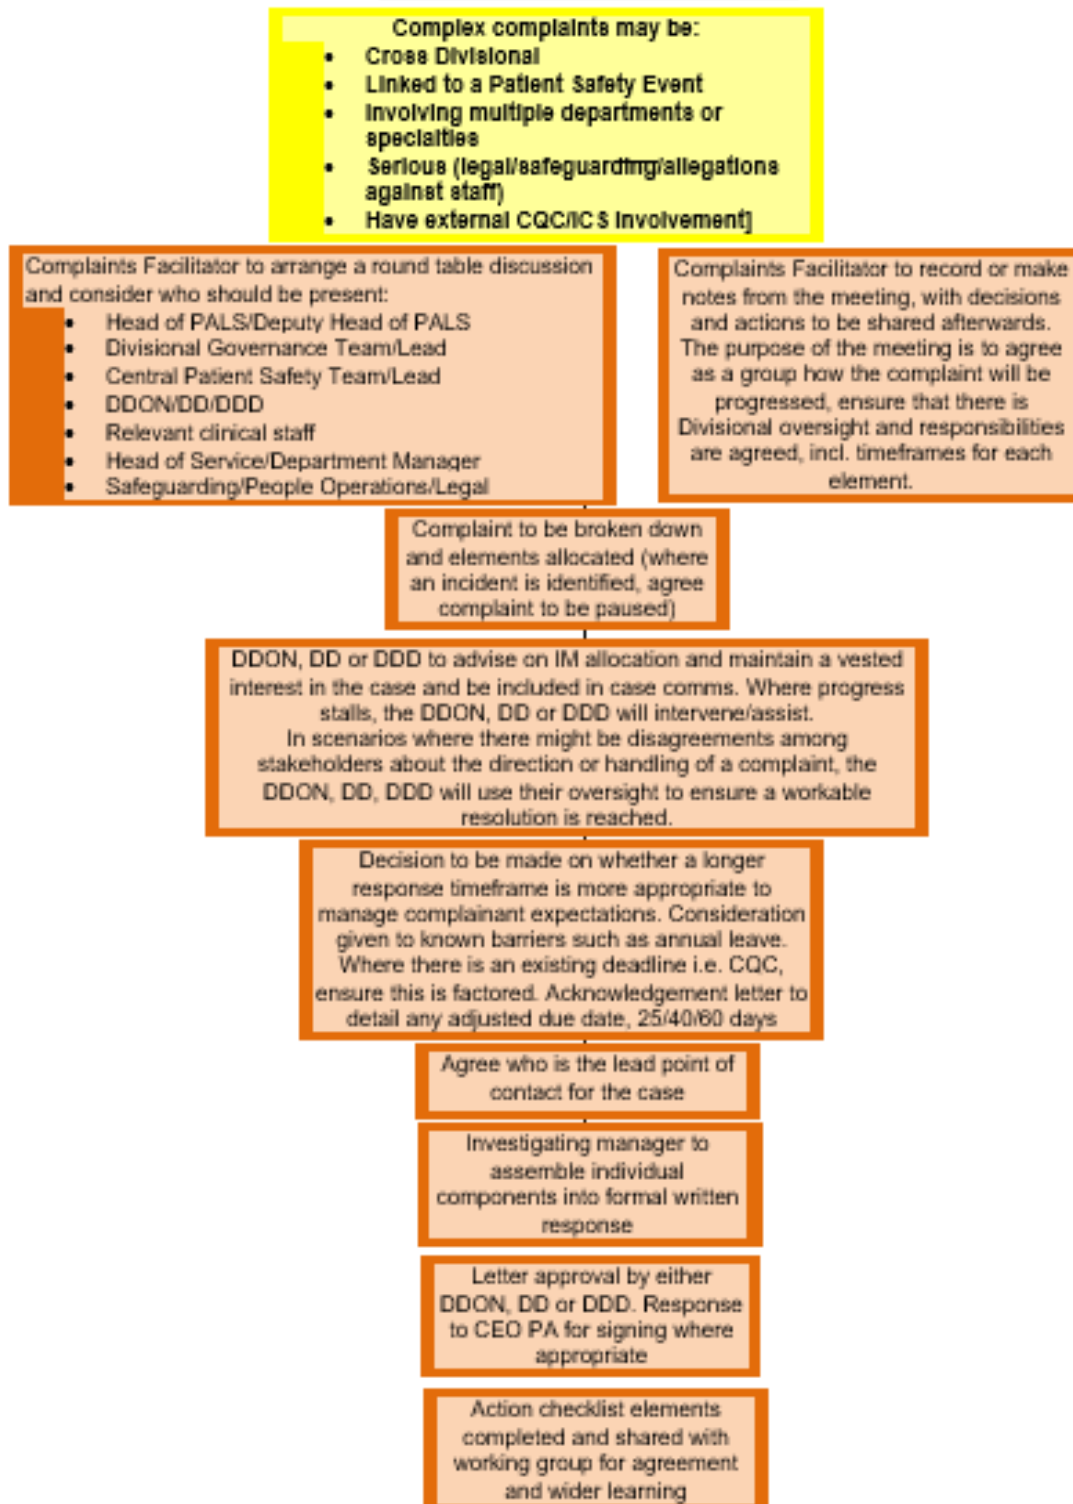 Complex complaints may be:
• Cross Divisional
• Linked to a Patient Safety Event
• Involving multiple departments or
specialties
• Serious (legal/safeguarding/allegations
against staff)
• Have external CQC/ICS involvement]
Complaints Facilitator to arrange a round table discussion
and consider who should be present:
• Head of PALS/Deputy Head of PALS
• Divisional Governance Team/Lead
• Central Patient Safety Team/Lead
• DDON/DD/DDD
• Relevant clinical staff
• Head of Service/Department Manager
• Safeguarding/People Operations/Legal
Complaints Facilitator to record or make
notes from the meeting, with decisions
and actions to be shared afterwards.
The purpose of the meeting is to agree
as a group how the complaint will be
progressed, ensure that there is
Divisional oversight and responsibilities
are agreed, incl. timeframes for each
element.
Complaint to be broken down
and elements allocated (where
an incident is identified, agree
complaint to be paused)
DDON, DD or DDD to advise on IM allocation and maintain a vested
interest in the case and be included in case comms. Where progress
stalls, the DDON, DD or DDD will intervene/assist.
In scenarios where there might be disagreements among
stakeholders about the direction or handling of a complaint, the
DDON, DD, DDD will use their oversight to ensure a workable
resolution is reached.
Decision to be made on whether a longer
response timeframe is more appropriate to
manage complainant expectations. Consideration
given to known barriers such as annual leave.
Where there is an existing deadline i.e. CQC,
ensure this is factored. Acknowledgement letter to
detail any adjusted due date, 25/40/60 days
Agree who is the lead point of
contact for the case
Investigating manager to
assemble individual
components into formal written
response
Letter approval by either
DDON, DD or DDD. Response
to CEO PA for signing where
appropriate
Action checklist elements
completed and shared with
working group for agreement
and wider learning